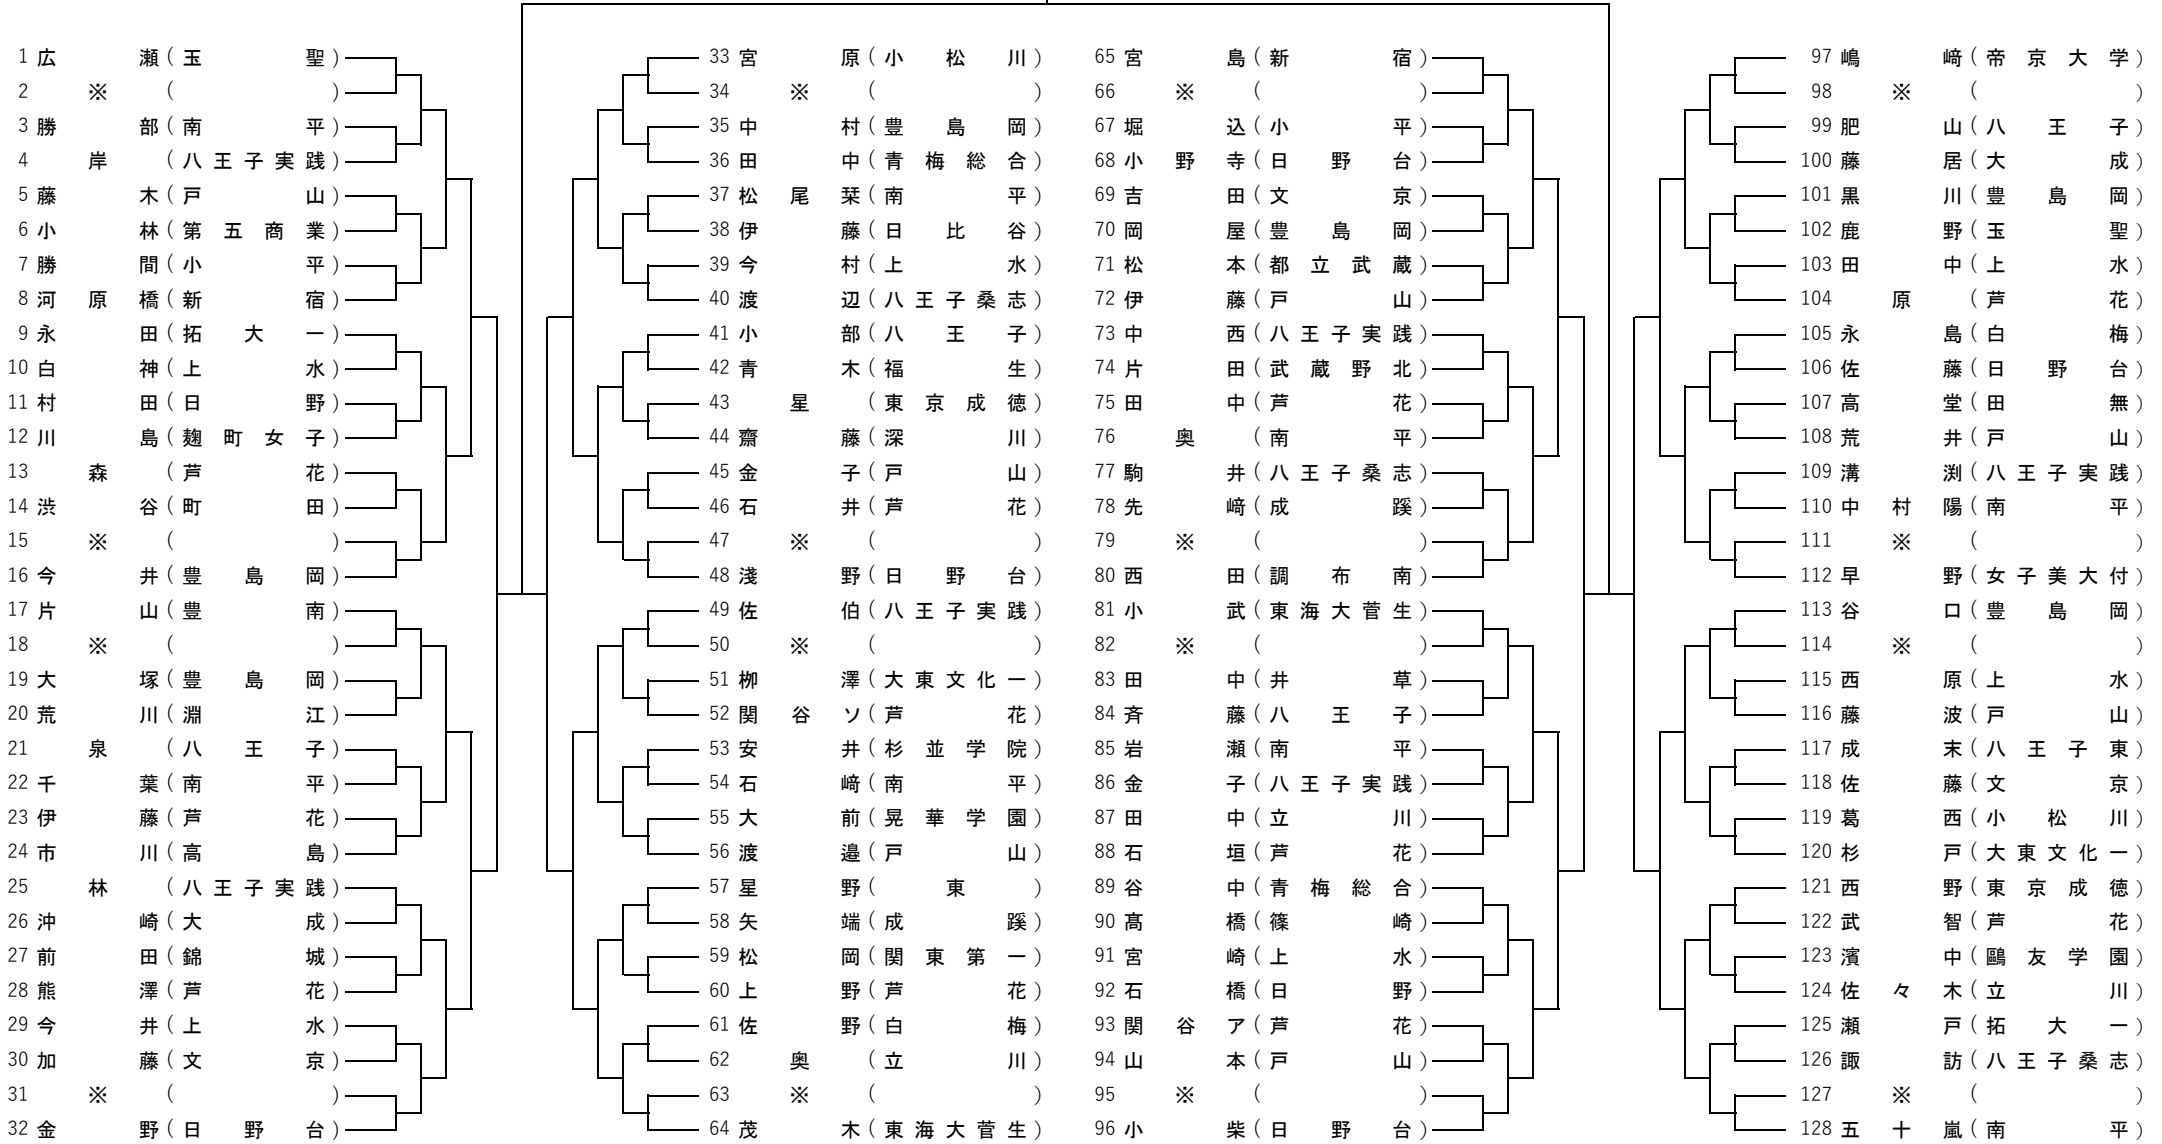 1 広瀬(玉聖)
2 ※( )
3 勝部(南平)
4 岸(八王子実践)
5 藤木(戸山)
6 小林(第五商業)
7 勝間(小平)
8 河原橋(新宿)
9 永田(拓大一)
10 白神(上水)
11 村田(日野)
12 川島(麹町女子)
13 森(芦花)
14 渋谷(町田)
15 ※( )
16 今井(豊島岡)
17 片山(豊南)
18 ※( )
19 大塚(豊島岡)
20 荒川(淵江)
21 泉(八王子)
22 千葉(南平)
23 伊藤(芦花)
24 市川(高島)
25 林(八王子実践)
26 沖崎(大成)
27 前田(錦城)
28 熊澤(芦花)
29 今井(上水)
30 加藤(文京)
31 ※( )
32 金野(日野台)
33 宮原(小松川)
34 ※( )
35 中村(豊島岡)
36 田中(青梅総合)
37 松尾栞(南平)
38 伊藤(日比谷)
39 今村(上水)
40 渡辺(八王子桑志)
41 小部(八王子)
42 青木(福生)
43 星(東京成徳)
44 齋藤(深川)
45 金子(戸山)
46 石井(芦花)
47 ※( )
48 淺野(日野台)
49 佐伯(八王子実践)
50 ※( )
51 栁澤(大東文化一)
52 関谷ソ(芦花)
53 安井(杉並学院)
54 石﨑(南平)
55 大前(晃華学園)
56 渡邉(戸山)
57 星野(東)
58 矢端(成蹊)
59 松岡(関東第一)
60 上野(芦花)
61 佐野(白梅)
62 奥(立川)
63 ※( )
64 茂木(東海大菅生)
65 宮島(新宿)
66 ※( )
67 堀込(小平)
68 小野寺(日野台)
69 吉田(文京)
70 岡屋(豊島岡)
71 松本(都立武蔵)
72 伊藤(戸山)
73 中西(八王子実践)
74 片田(武蔵野北)
75 田中(芦花)
76 奥(南平)
77 駒井(八王子桑志)
78 先﨑(成蹊)
79 ※( )
80 西田(調布南)
81 小武(東海大菅生)
82 ※( )
83 田中(井草)
84 斉藤(八王子)
85 岩瀬(南平)
86 金子(八王子実践)
87 田中(立川)
88 石垣(芦花)
89 谷中(青梅総合)
90 髙橋(篠崎)
91 宮崎(上水)
92 石橋(日野)
93 関谷ア(芦花)
94 山本(戸山)
95 ※( )
96 小柴(日野台)
97 嶋﨑(帝京大学)
98 ※( )
99 肥山(八王子)
100 藤居(大成)
101 黒川(豊島岡)
102 鹿野(玉聖)
103 田中(上水)
104 原(芦花)
105 永島(白梅)
106 佐藤(日野台)
107 高堂(田無)
108 荒井(戸山)
109 溝渕(八王子実践)
110 中村陽(南平)
111 ※( )
112 早野(女子美大付)
113 谷口(豊島岡)
114 ※( )
115 西原(上水)
116 藤波(戸山)
117 成末(八王子東)
118 佐藤(文京)
119 葛西(小松川)
120 杉戸(大東文化一)
121 西野(東京成徳)
122 武智(芦花)
123 濱中(鷗友学園)
124 佐々木(立川)
125 瀬戸(拓大一)
126 諏訪(八王子桑志)
127 ※( )
128 五十嵐(南平)